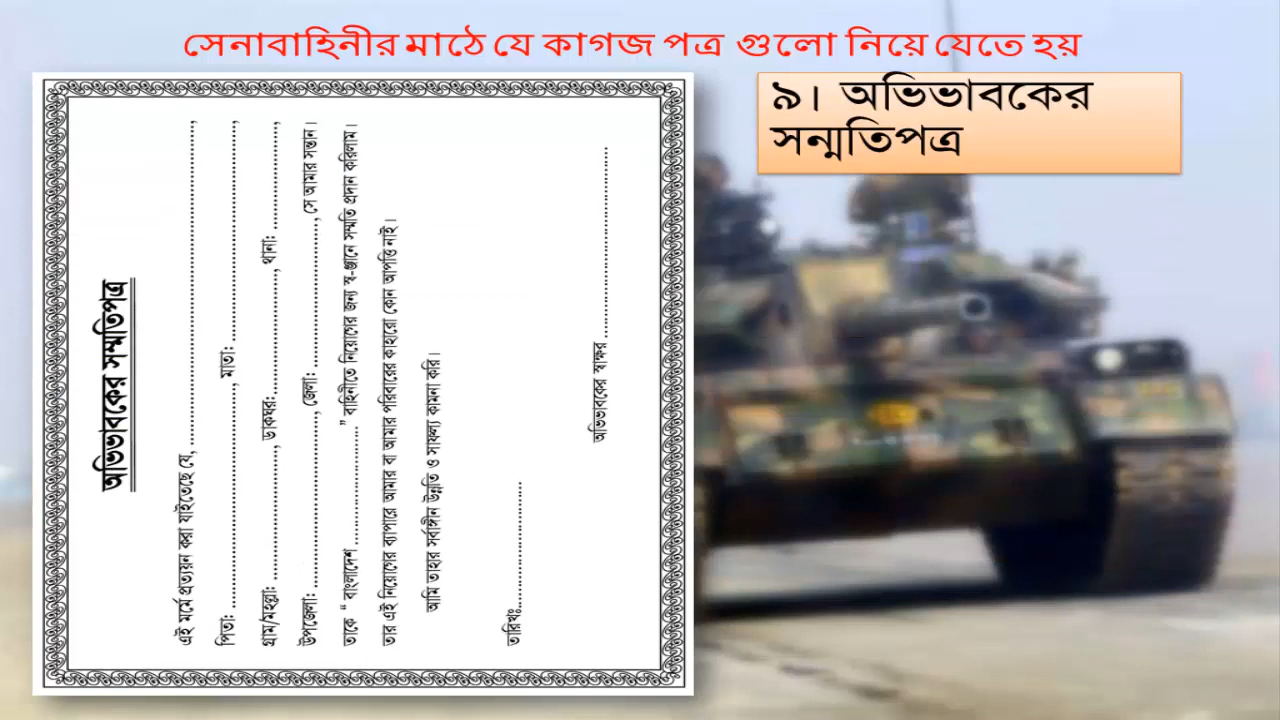 সেনাবাহিনীর মাঠে যে কাগজ পত্র গুলো নিয়ে যেতে হয়
৯। অভিভাবকের
সন্মতিপত্র
অভিভাবকের সম্মতিপত্র
এই মর্মে প্রত্যয়ন করা যাইতেছে যে, ........................................................,
পিতা: ........................................, মাতা: ........................................,
গ্রাম/মহল্লা: ........................, ডাকঘর:........................, থানা: ....................,
উপজেলা: ................................, জেলা: ............................, সে আমার সন্তান।
তাকে “ বাংলাদেশ ........................” বাহিনীতে নিয়োগের জন্য স্ব-জ্ঞানে সম্মতি প্রদান করিলাম।
তার এই নিয়োগের ব্যাপারে আমার বা আমার পরিবারের কাহারো কোন আপত্তি নাই।
আমি তাহার সর্বাঙ্গীন উন্নতি ও সাফল্য কামনা করি।
তারিখঃ........................
অভিভাবকের স্বাক্ষর ........................................